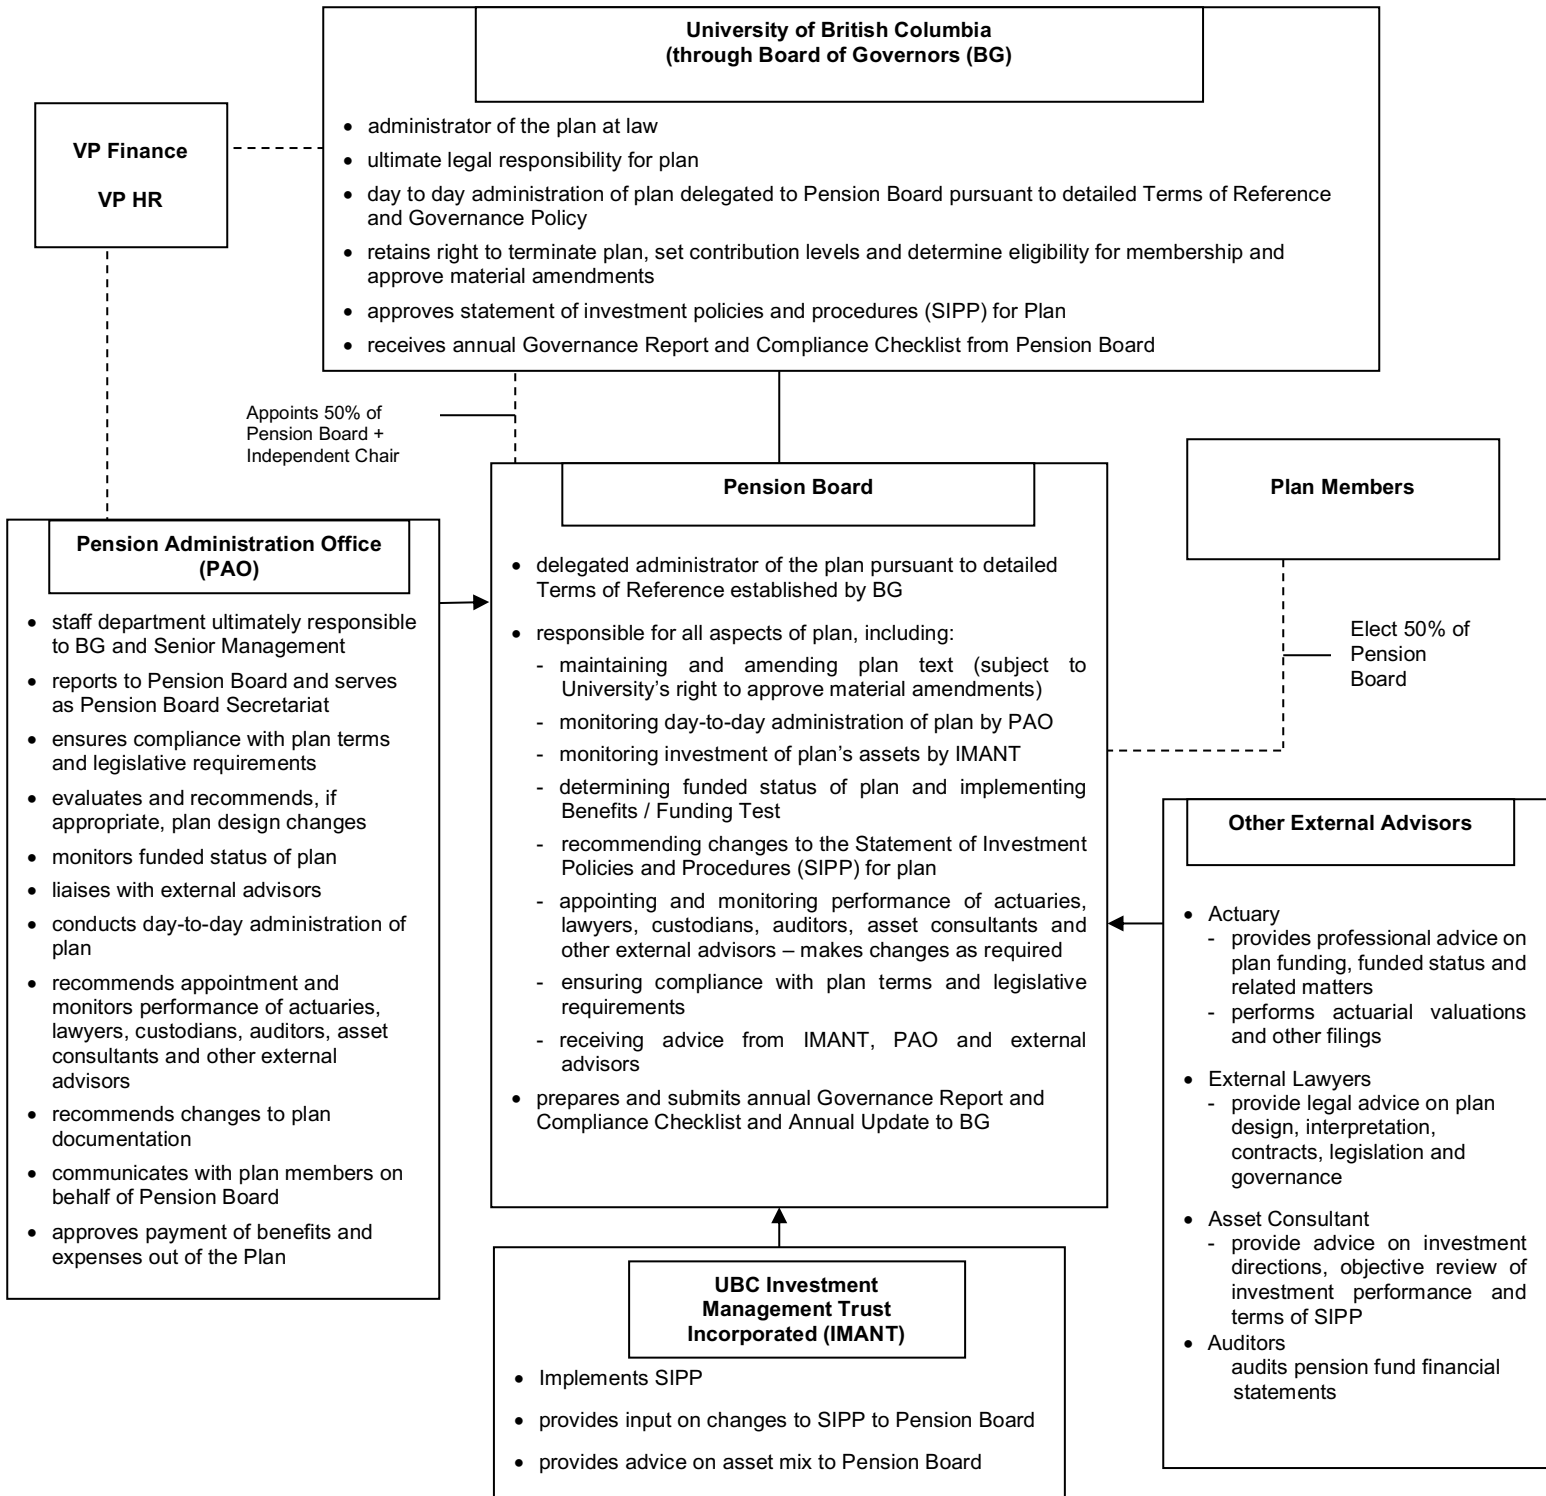 University of British Columbia
(through Board of Governors (BG)
• administrator of the plan at law
• ultimate legal responsibility for plan
• day to day administration of plan delegated to Pension Board pursuant to detailed Terms of Reference
and Governance Policy
• retains right to terminate plan, set contribution levels and determine eligibility for membership and
approve material amendments
• approves statement of investment policies and procedures (SIPP) for Plan
• receives annual Governance Report and Compliance Checklist from Pension Board
VP Finance
VP HR
Appoints 50% of
Pension Board +
Independent Chair
Pension Administration Office
(PAO)
• staff department ultimately responsible
to BG and Senior Management
• reports to Pension Board and serves
as Pension Board Secretariat
• ensures compliance with plan terms
and legislative requirements
• evaluates and recommends, if
appropriate, plan design changes
• monitors funded status of plan
• liaises with external advisors
• conducts day-to-day administration of
plan
• recommends appointment and
monitors performance of actuaries,
lawyers, custodians, auditors, asset
consultants and other external
advisors
• recommends changes to plan
documentation
• communicates with plan members on
behalf of Pension Board
• approves payment of benefits and
expenses out of the Plan
Pension Board
• delegated administrator of the plan pursuant to detailed
Terms of Reference established by BG
• responsible for all aspects of plan, including:
- maintaining and amending plan text (subject to
University's right to approve material amendments)
- monitoring day-to-day administration of plan by PAO
- monitoring investment of plan's assets by IMANT
- determining funded status of plan and implementing
Benefits / Funding Test
- recommending changes to the Statement of Investment
Policies and Procedures (SIPP) for plan
- appointing and monitoring performance of actuaries,
lawyers, custodians, auditors, asset consultants and
other external advisors – makes changes as required
- ensuring compliance with plan terms and legislative
requirements
- receiving advice from IMANT, PAO and external
advisors
• prepares and submits annual Governance Report and
Compliance Checklist and Annual Update to BG
Plan Members
Elect 50% of
Pension
Board
Other External Advisors
• Actuary
- provides professional advice on
plan funding, funded status and
related matters
- performs actuarial valuations
and other filings
• External Lawyers
- provide legal advice on plan
design, interpretation,
contracts, legislation and
governance
• Asset Consultant
- provide advice on investment
directions, objective review of
investment performance and
terms of SIPP
• Auditors
audits pension fund financial
statements
UBC Investment
Management Trust
Incorporated (IMANT)
• Implements SIPP
• provides input on changes to SIPP to Pension Board
• provides advice on asset mix to Pension Board